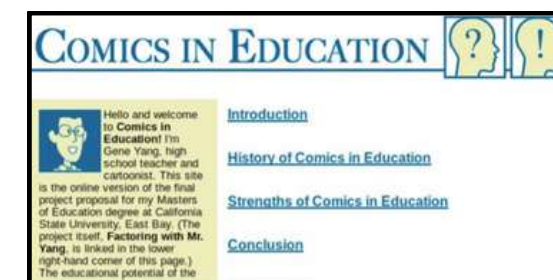 COMICS IN EDUCATION ? !
Hello and welcome
to Comics in
Education! I'm
Gene Yang, high
school teacher and
cartoonist. This site
is the online version of the final
project proposal for my Masters
of Education degree at California
State University, East Bay. (The
project itself, Factoring with Mr.
Yang, is linked in the lower
right-hand corner of this page.)
The educational potential of the
Introduction
History of Comics in Education
Strengths of Comics in Education
Conclusion